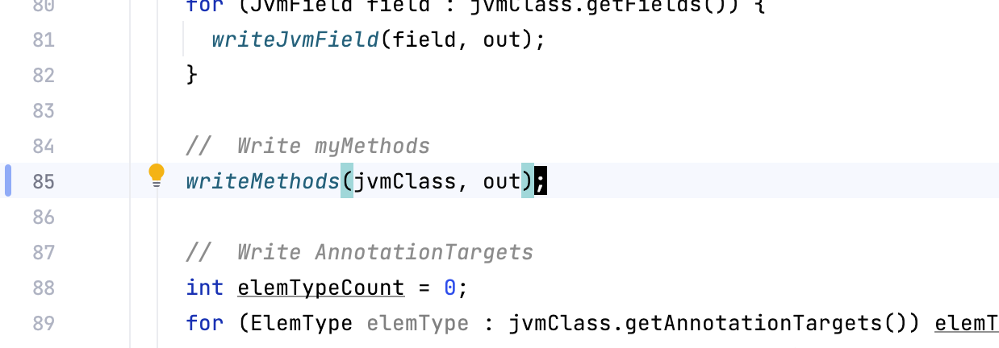 80 for (JvmField field : jvmClass.getFields()) {
81 writeJvmField(field, out);
82 }
83
84 //  Write myMethods
85 writeMethods(jvmClass, out);
86
87 //  Write AnnotationTargets
88 int elemTypeCount = 0;
89 for (ElemType elemType : jvmClass.getAnnotationTargets()) elemT